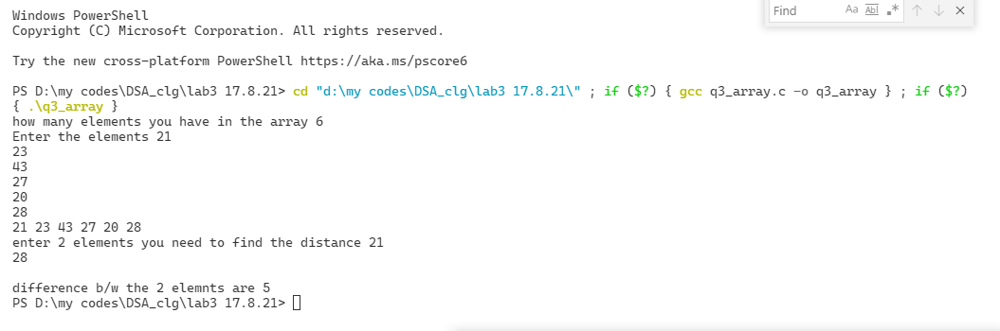 Find Aa Abl .*
Windows PowerShell
Copyright (C) Microsoft Corporation. All rights reserved.
Try the new cross-platform PowerShell https://aka.ms/pscore6
PS D:\my codes\DSA_clg\lab3 17.8.21> cd "d:\my codes\DSA_clg\lab3 17.8.21\" ; if ($?) { gcc q3_array.c -o q3_array } ; if ($?)
{ .\q3_array }
how many elements you have in the array 6
Enter the elements 21
23
43
27
20
28
21 23 43 27 20 28
enter 2 elements you need to find the distance 21
28
difference b/w the 2 elemnts are 5
PS D:\my codes\DSA_clg\lab3 17.8.21>